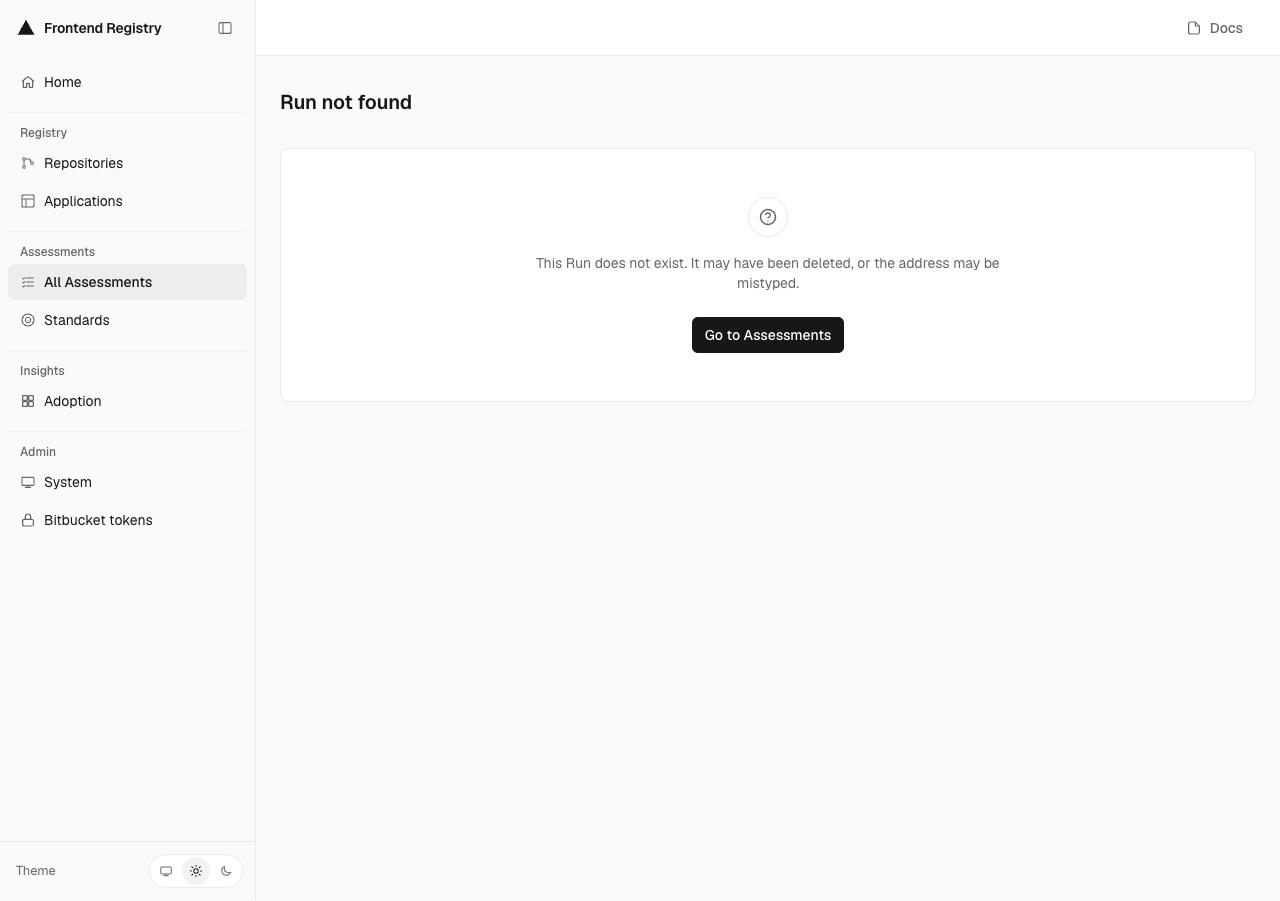 Frontend Registry
Docs
Home
Registry
Repositories
Applications
Assessments
All Assessments
Standards
Insights
Adoption
Admin
System
Bitbucket tokens
Theme
Run not found
This Run does not exist. It may have been deleted, or the address may be
mistyped.
Go to Assessments